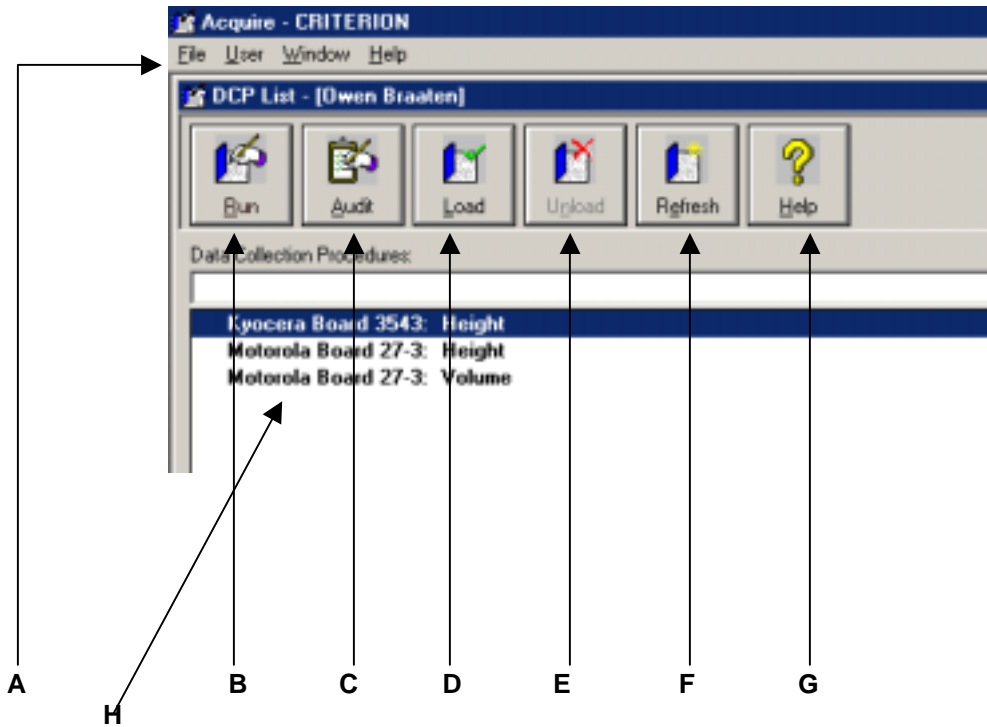 Acquire - CRITERION
File User Window Help
DCP List - [Owen Braaten]
Run Audit Load Unload Refresh Help
Data Collection Procedures:
Kyocera Board 3543: Height
Motorola Board 27-3: Height
Motorola Board 27-3: Volume
A B C D E F G
H